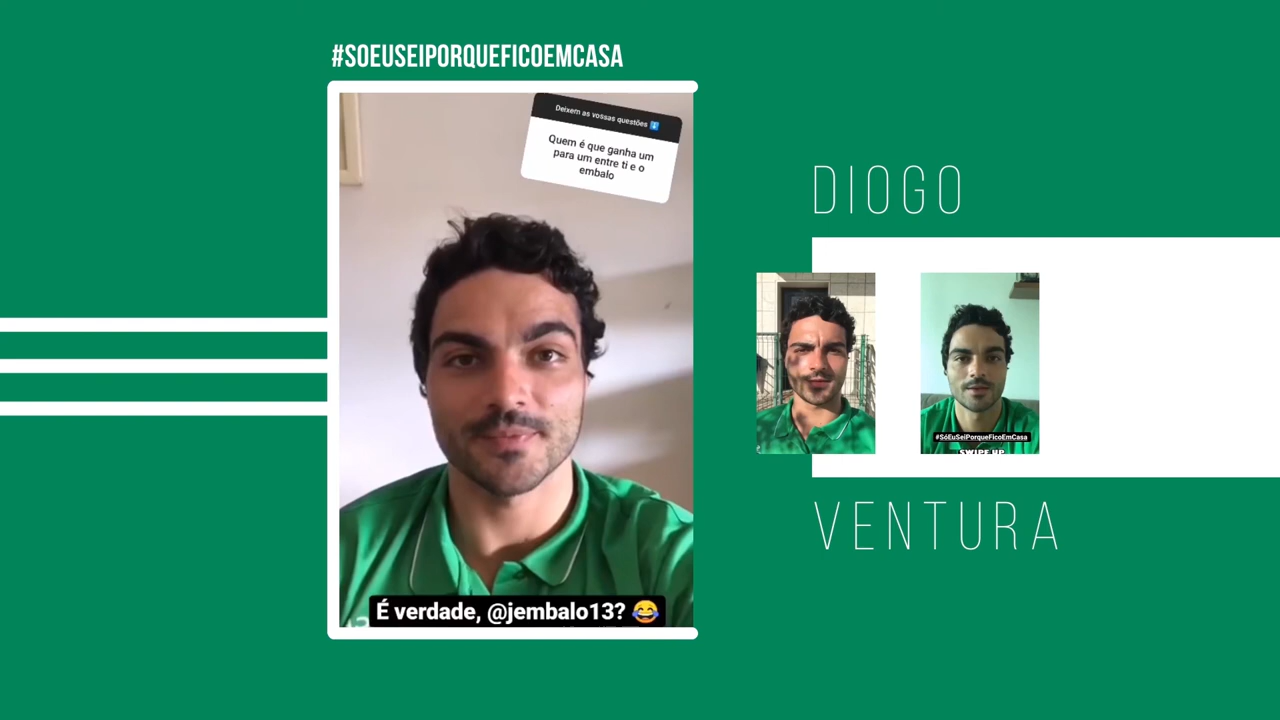 #SOEUSEIPORQUEFICOEMCASA
Deixem as vossas questões ⬇️
Quem é que ganha um
para um entre ti e o
embalo
É verdade, @jembalo13? 😂
DIOGO
#SóEuSeiPorqueFicoEmCasa
SWIPE UP
VENTURA